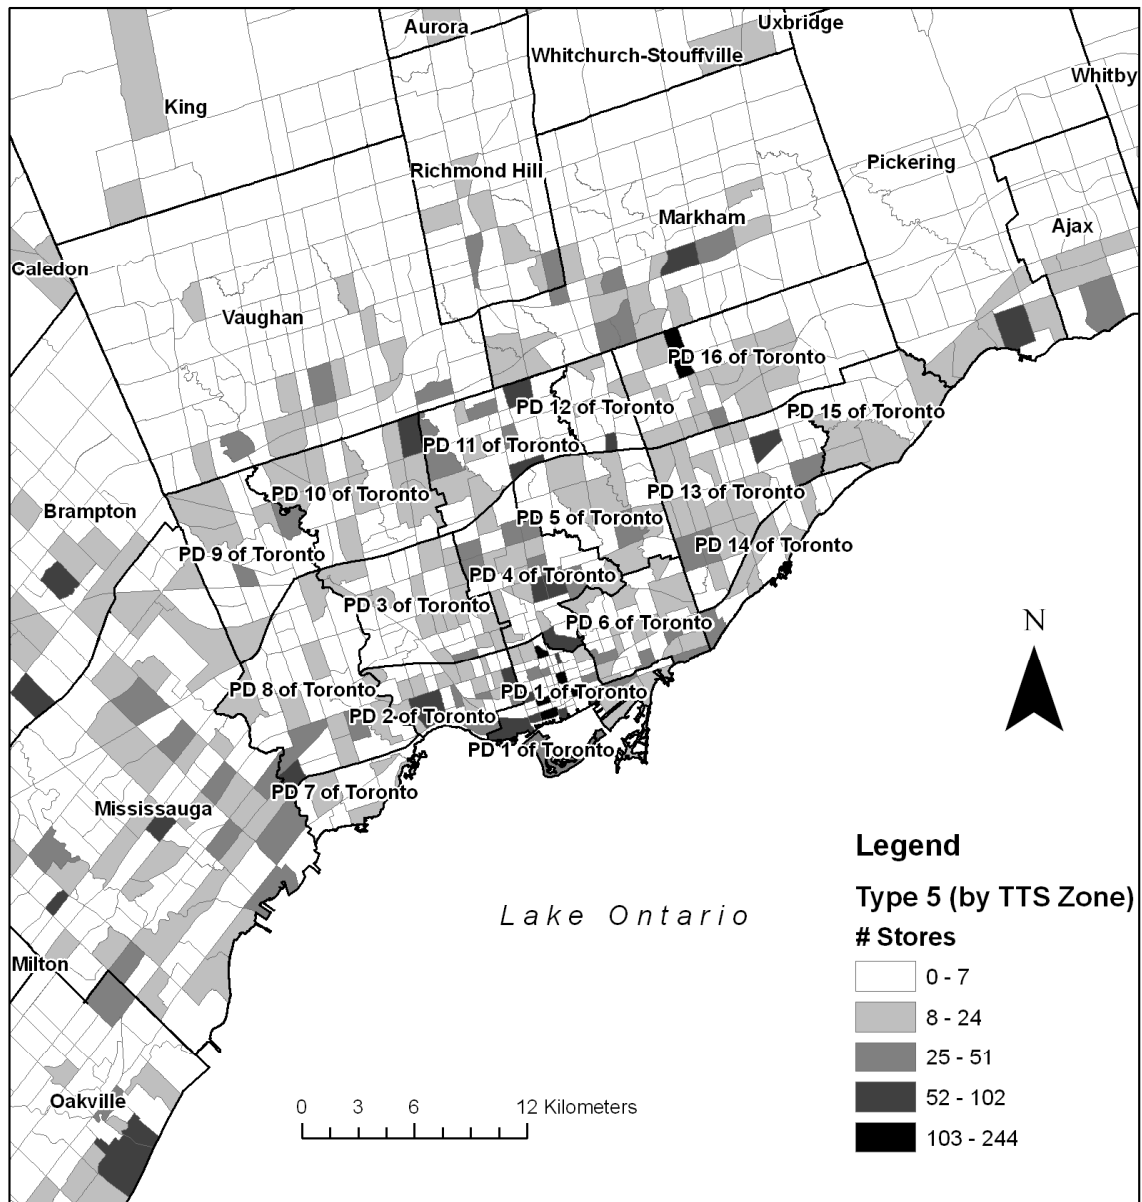 Aurora
Uxbridge
Whitchurch-Stouffville
Whitby
King
Richmond Hill
Pickering
Markham
Ajax
Caledon
Vaughan
PD 16 of Toronto
PD 12 of Toronto
PD 15 of Toronto
PD 11 of Toronto
PD 10 of Toronto
PD 13 of Toronto
Brampton
PD 5 of Toronto
PD 9 of Toronto
PD 14 of Toronto
PD 4 of Toronto
PD 3 of Toronto
PD 6 of Toronto
N
PD 8 of Toronto
PD 1 of Toronto
PD 2 of Toronto
PD 1 of Toronto
PD 7 of Toronto
Mississauga
Legend
Type 5 (by TTS Zone)
Lake Ontario
# Stores
Milton
0 - 7
8 - 24
25 - 51
52 - 102
103 - 244
Oakville
0 3 6 12 Kilometers